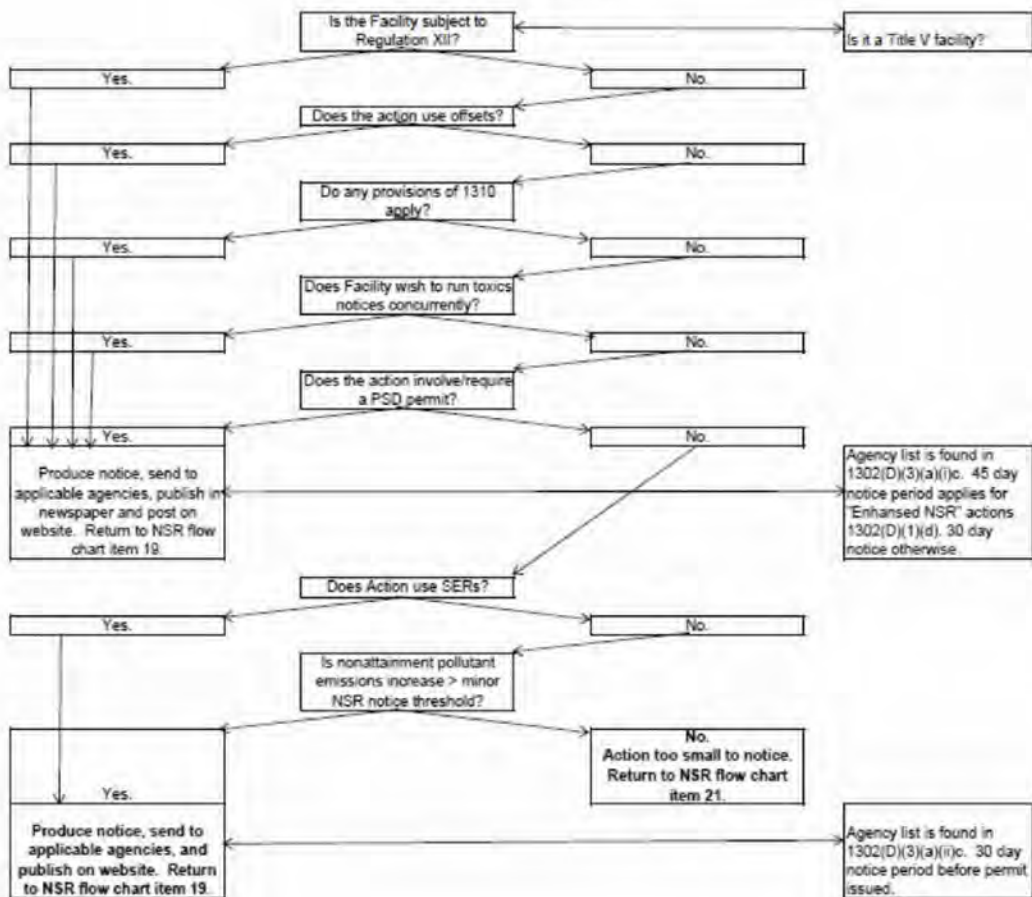 Is the Facility subject to
Regulation XII?
Is it a Title V facility?
Yes.
No.
Does the action use offsets?
Yes.
No.
Do any provisions of 1310
apply?
Yes.
No.
Does Facility wish to run toxics
notices concurrently?
Yes.
No.
Does the action involve/require
a PSD permit?
Yes.
No.
Produce notice, send to
applicable agencies, publish in
newspaper and post on
website. Return to NSR flow
chart item 19.
Agency list is found in
1302(D)(3)(a)(i)c. 45 day
notice period applies for
"Enhansed NSR" actions
1302(D)(1)(d). 30 day
notice otherwise.
Does Action use SERs?
Yes.
No.
Is nonattainment pollutant
emissions increase > minor
NSR notice threshold?
Yes.
No.
Action too small to notice.
Return to NSR flow chart
item 21.
Produce notice, send to
applicable agencies, and
publish on website. Return
to NSR flow chart item 19.
Agency list is found in
1302(D)(3)(a)(ii)c. 30 day
notice period before permit
issued.